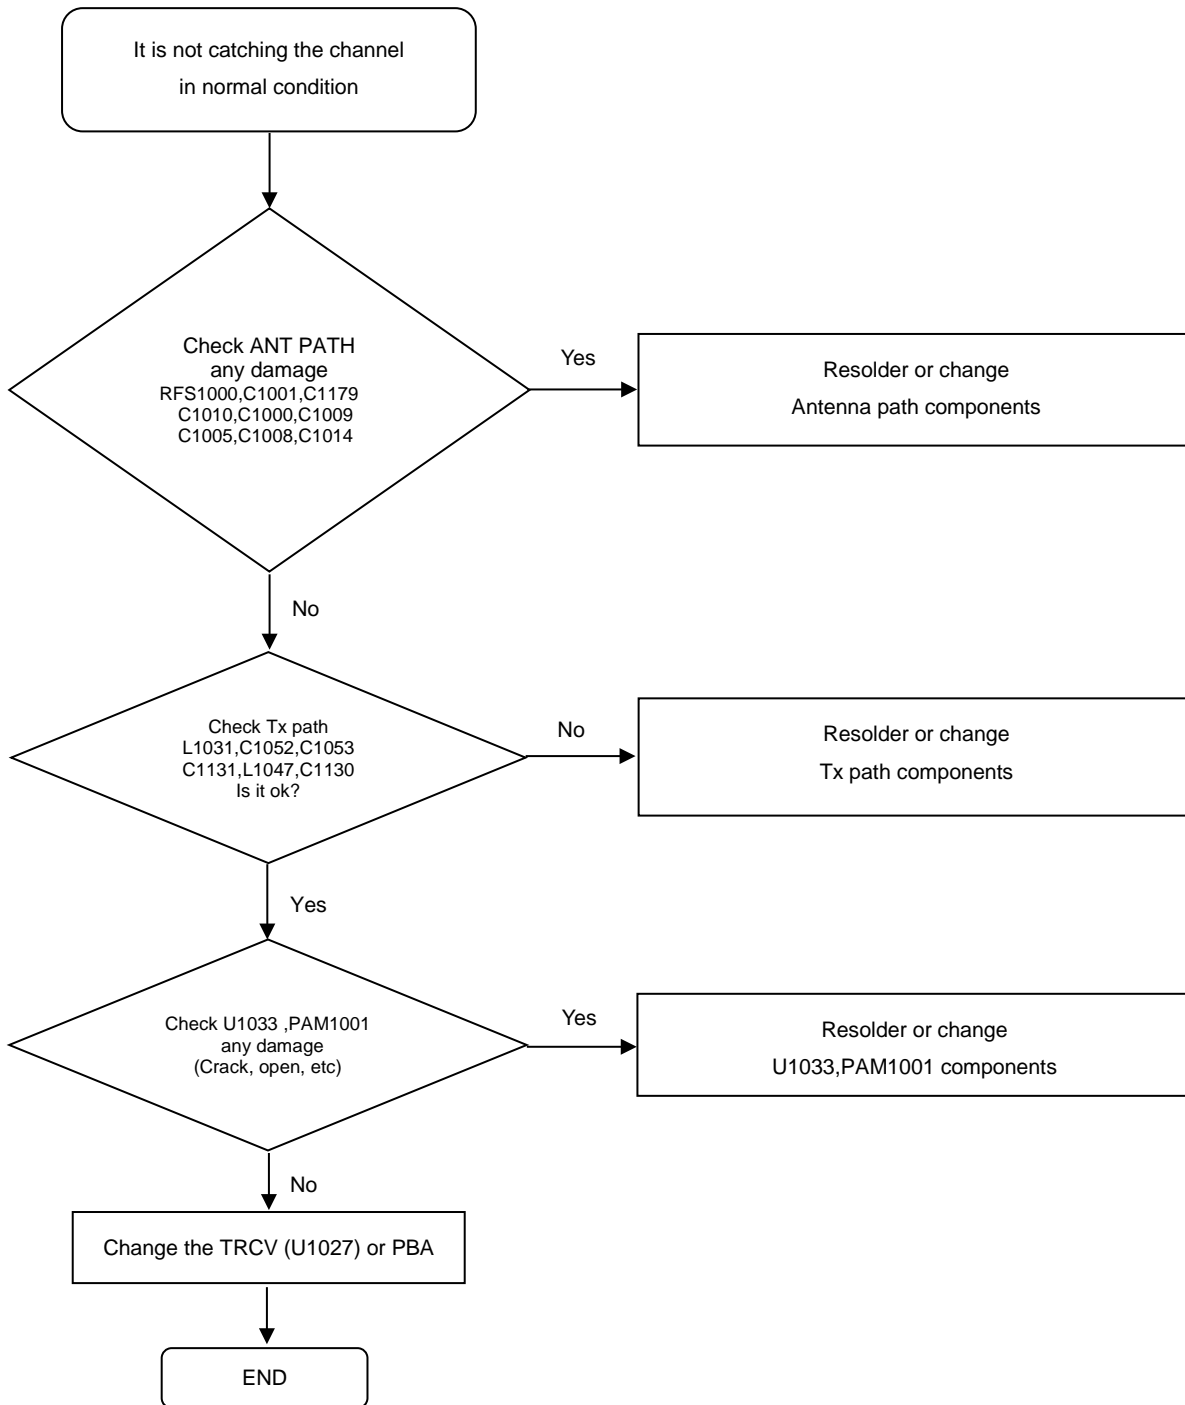 It is not catching the channel
in normal condition
Check ANT PATH
any damage
RFS1000,C1001,C1179
C1010,C1000,C1009
C1005,C1008,C1014
Yes
Resolder or change
Antenna path components
No
Check Tx path
L1031,C1052,C1053
C1131,L1047,C1130
Is it ok?
No
Resolder or change
Tx path components
Yes
Check U1033 ,PAM1001
any damage
(Crack, open, etc)
Yes
Resolder or change
U1033,PAM1001 components
No
Change the TRCV (U1027) or PBA
END